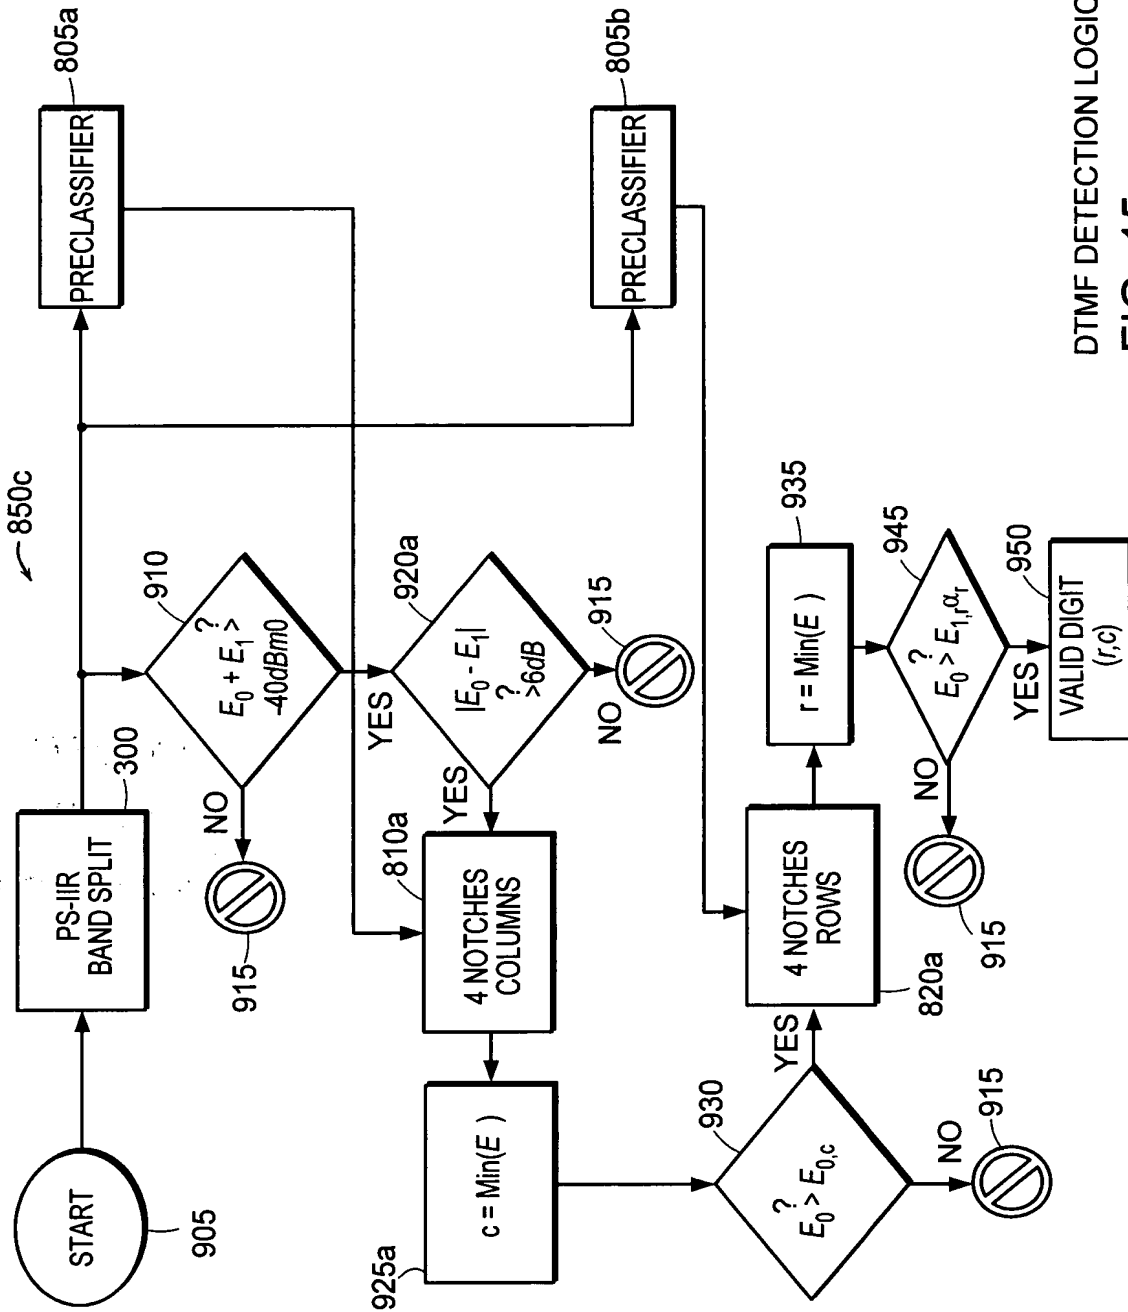 850c
START
905
PS-IIR
BAND SPLIT
300
PRECLASSIFIER
805a
E0 + E1 >?
-40dBm0
910
NO
915
YES
|E0 - E1|
?
>6dB
920a
NO
915
YES
4 NOTCHES
COLUMNS
810a
c = Min(E )
925a
E0 >? E0,c
930
NO
915
YES
PRECLASSIFIER
805b
4 NOTCHES
ROWS
820a
r = Min(E )
935
E0 >? E1,rαr
945
NO
915
YES
VALID DIGIT
(r,c)
950
DTMF DETECTION LOGIC